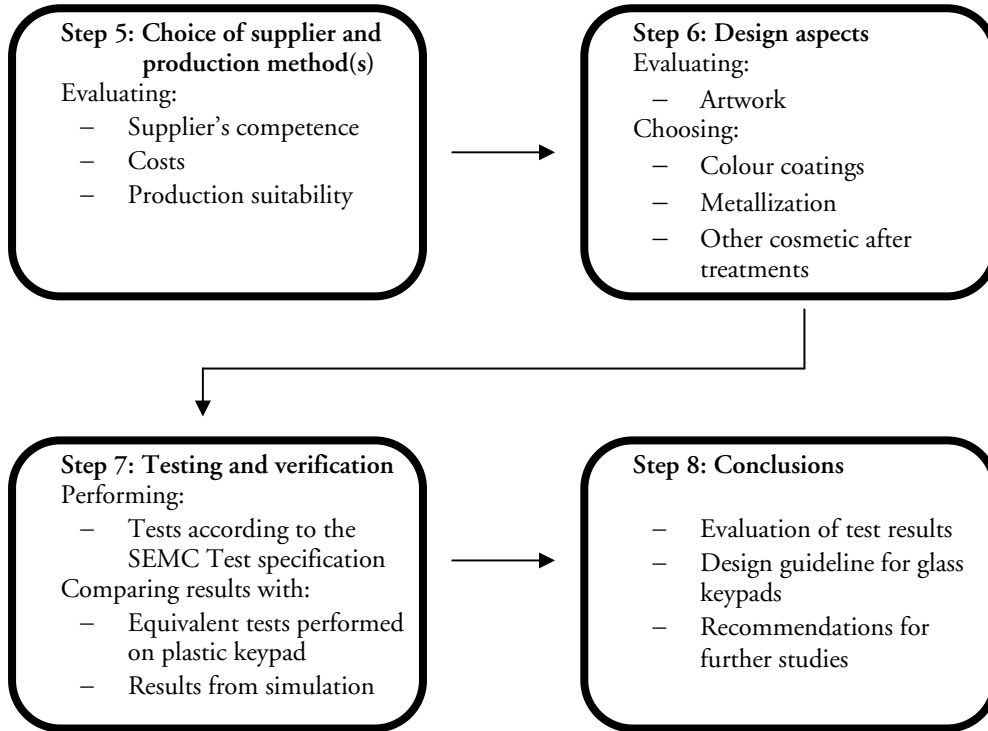 Step 5: Choice of supplier and
production method(s)
Evaluating:
– Supplier’s competence
– Costs
– Production suitability
Step 6: Design aspects
Evaluating:
– Artwork
Choosing:
– Colour coatings
– Metallization
– Other cosmetic after
treatments
Step 7: Testing and verification
Performing:
– Tests according to the
SEMC Test specification
Comparing results with:
– Equivalent tests performed
on plastic keypad
– Results from simulation
Step 8: Conclusions
– Evaluation of test results
– Design guideline for glass
keypads
– Recommendations for
further studies